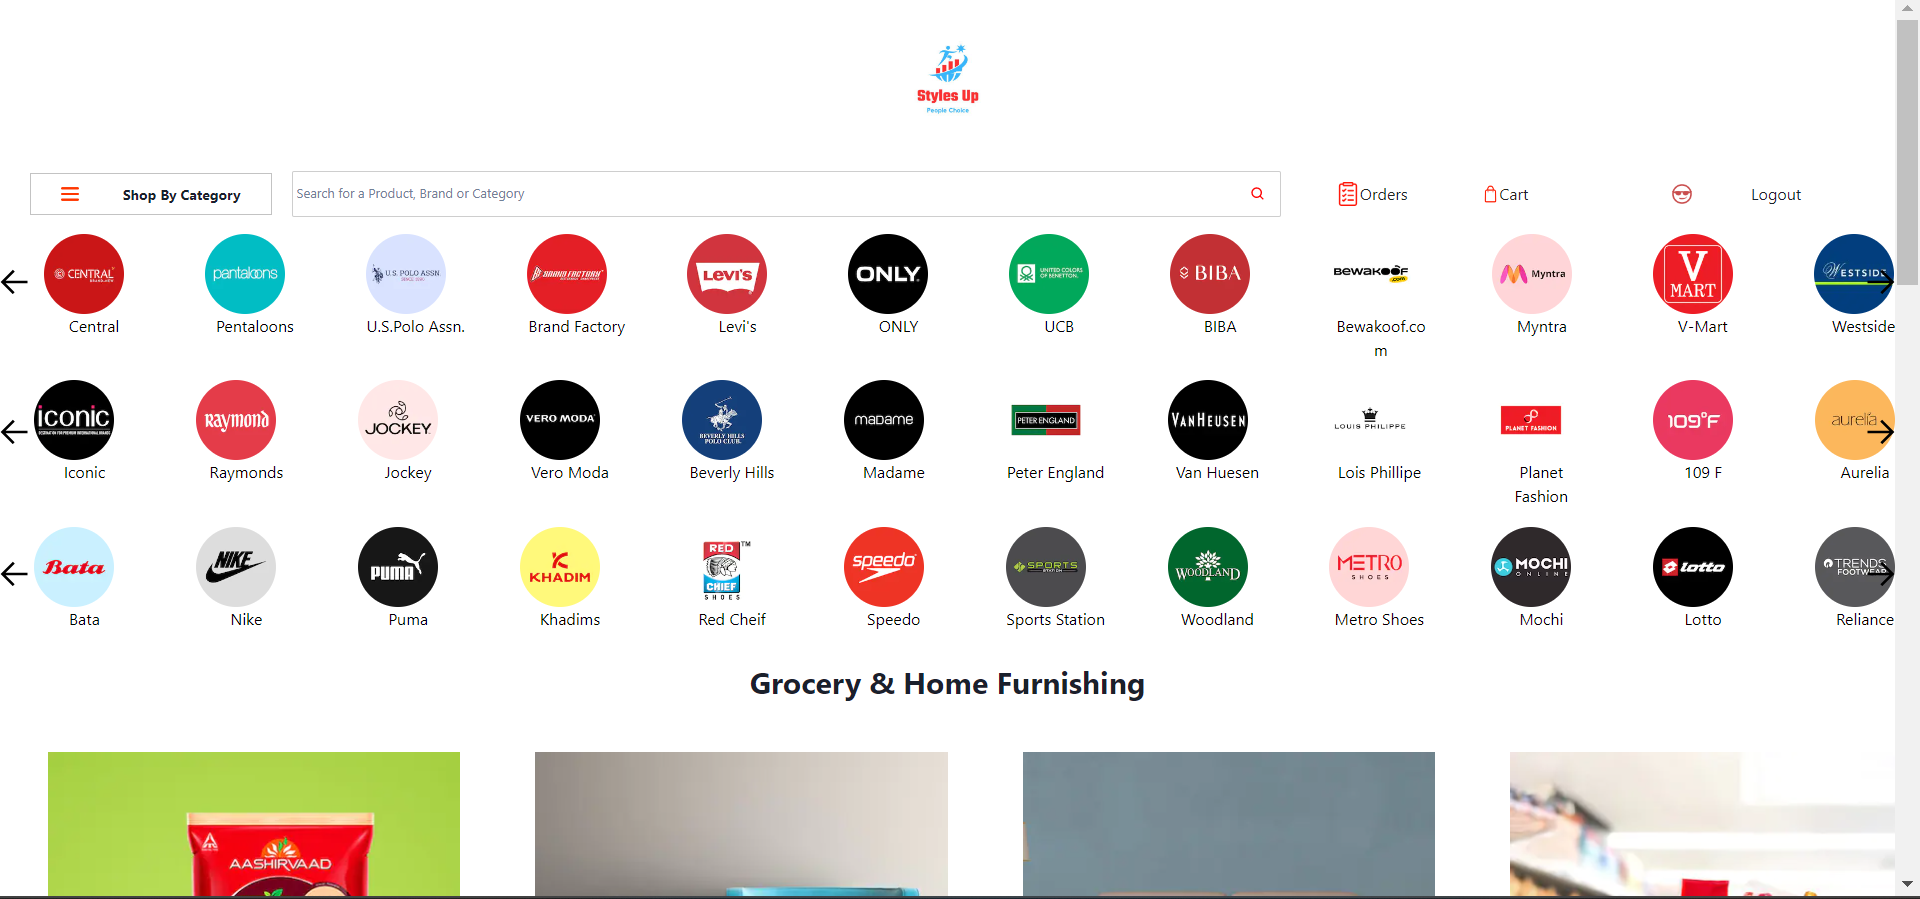 Styles Up
People Choice
Shop By Category
Search for a Product, Brand or Category
Orders
Cart
Logout
CENTRAL
pantaloons
U.S. POLO ASSN.
BRAND FACTORY
LEVI'S
ONLY
UNITED COLORS
OF BENETTON.
BIBA
BEWAKOOF
.com
Myntra
V
MART
WESTSIDE
Central
Pentaloons
U.S.Polo Assn.
Brand Factory
Levi's
ONLY
UCB
BIBA
Bewakoof.co
m
Myntra
V-Mart
Westside
iconic
Raymond
JOCKEY
VERO MODA
BEVERLY HILLS
POLO CLUB
maDame
PETER ENGLAND
VANHEUSEN
LOUIS PHILIPPE
PLANET FASHION
109°F
aurelia
Iconic
Raymonds
Jockey
Vero Moda
Beverly Hills
Madame
Peter England
Van Huesen
Lois Phillipe
Planet
Fashion
109 F
Aurelia
Bata
NIKE
PUMA
KHADIM
RED
CHIEF
SHOES
TM
speedo
SPORTS
STATION
WOODLAND
METRO
SHOES
MOCHI
ONLINE
lotto
TRENDS
FOOTWEAR
Bata
Nike
Puma
Khadims
Red Cheif
Speedo
Sports Station
Woodland
Metro Shoes
Mochi
Lotto
Reliance
Grocery & Home Furnishing
AASHIRVAAD